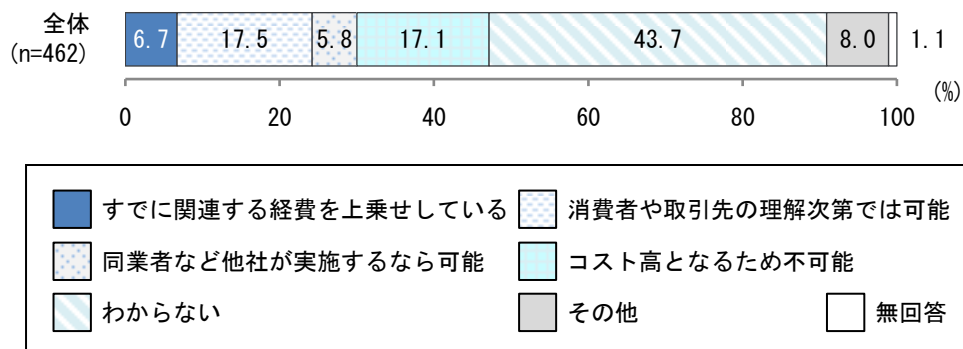 全体
(n=462)
6.7 17.5 5.8 17.1 43.7 8.0 1.1
(%)
0 20 40 60 80 100
すでに関連する経費を上乗せしている 消費者や取引先の理解次第では可能
同業者など他社が実施するなら可能 コスト高となるため不可能
わからない その他 無回答